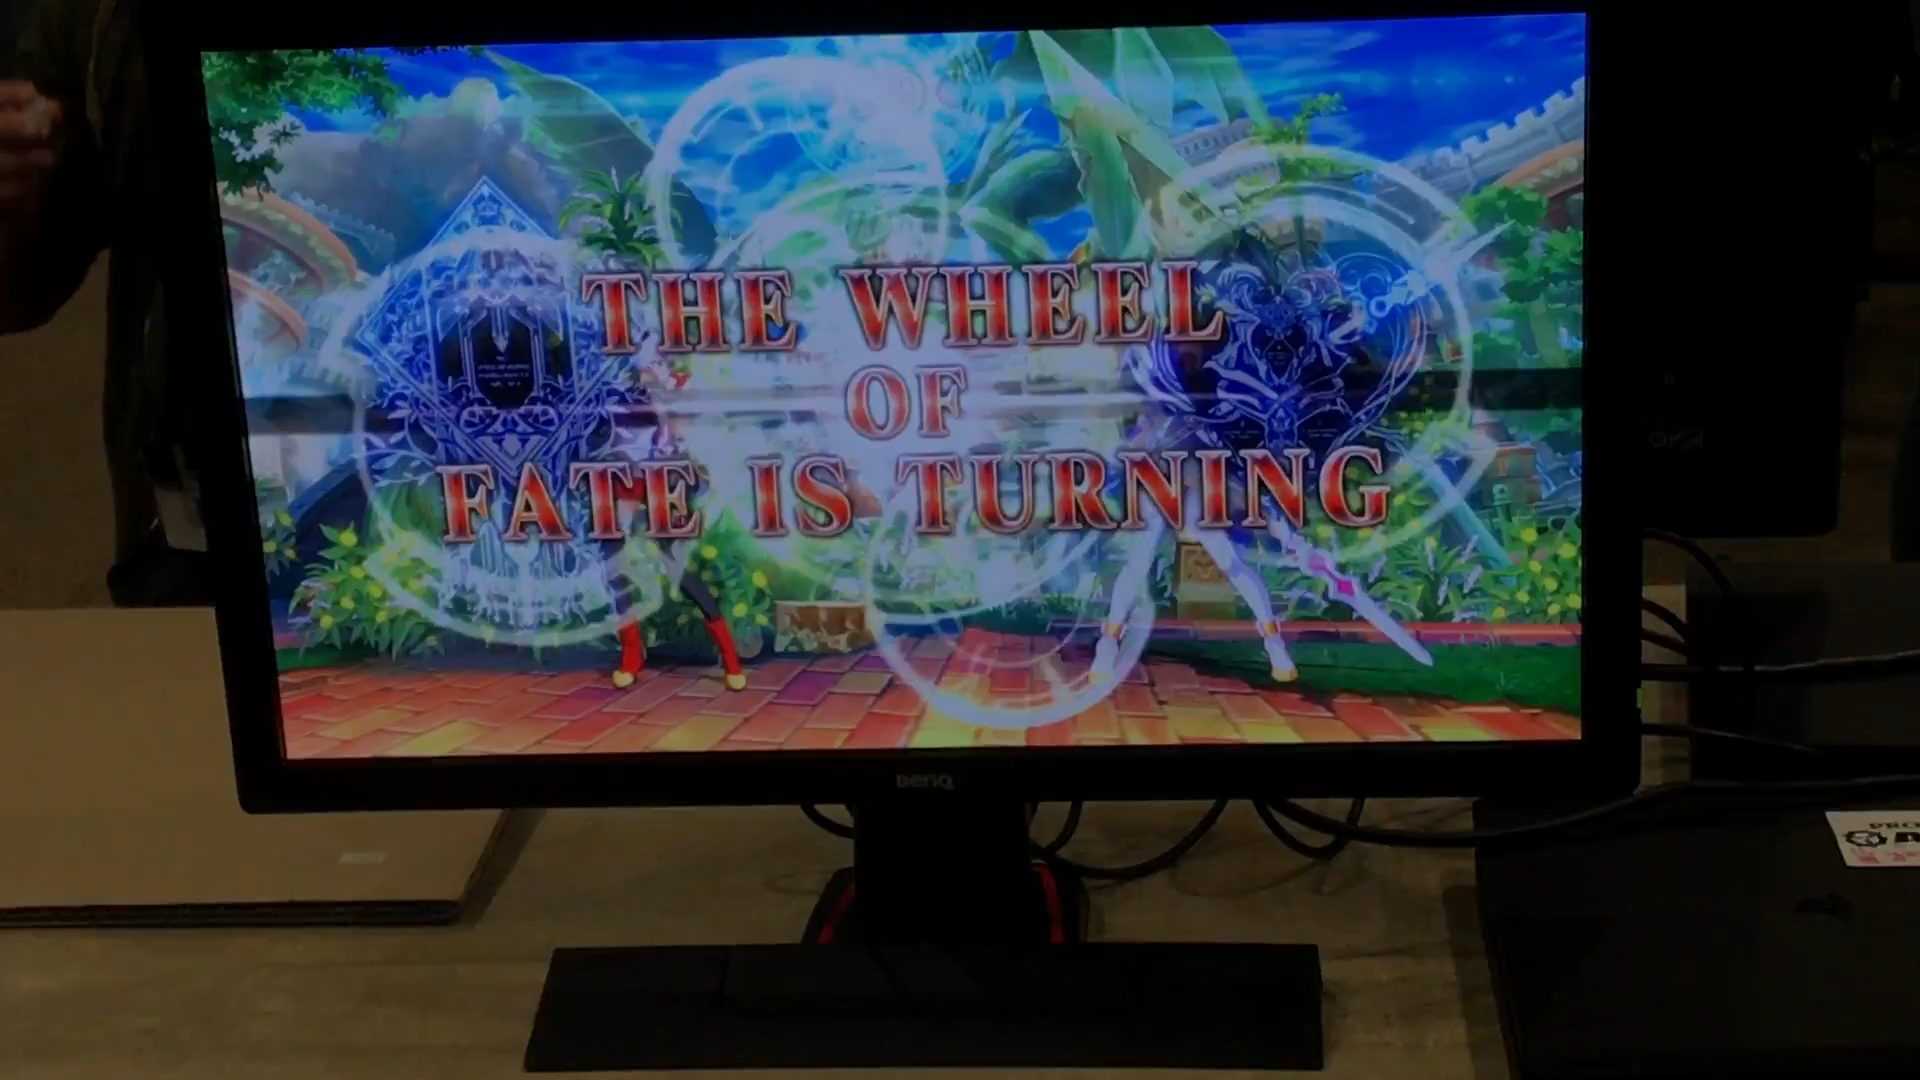 THE WHEEL
OF
FATE IS TURNING
BenQ